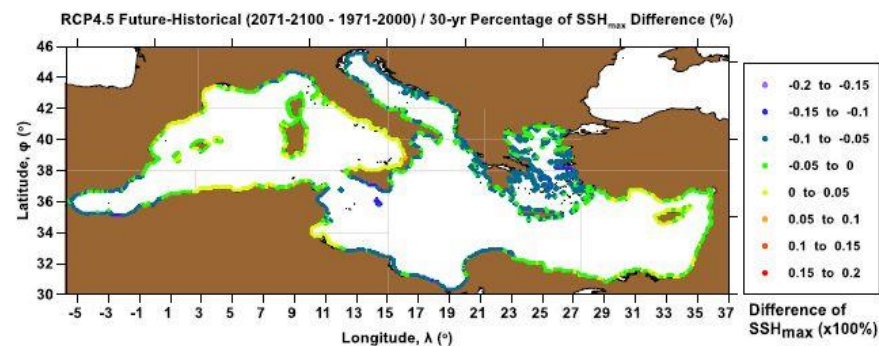 RCP4.5 Future-Historical (2071-2100 - 1971-2000) / 30-yr Percentage of SSHmax Difference (%)
46
44
42
40
38
36
34
32
30
Latitude, φ (°)
-5 -3 -1 1 3 5 7 9 11 13 15 17 19 21 23 25 27 29 31 33 35 37
Longitude, λ (°)
-0.2 to -0.15
-0.15 to -0.1
-0.1 to -0.05
-0.05 to 0
0 to 0.05
0.05 to 0.1
0.1 to 0.15
0.15 to 0.2
Difference of
SSHmax (x100%)